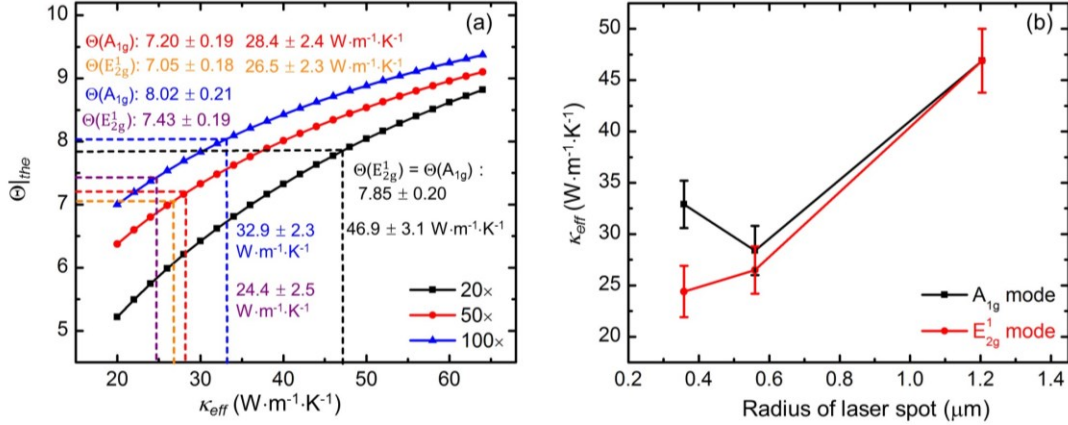 (a)
Θ(A1g): 7.20 ± 0.19 28.4 ± 2.4 W·m-1·K-1
Θ(E12g): 7.05 ± 0.18 26.5 ± 2.3 W·m-1·K-1
Θ(A1g): 8.02 ± 0.21
Θ(E12g): 7.43 ± 0.19
Θ(E12g) = Θ(A1g) :
7.85 ± 0.20
46.9 ± 3.1 W·m-1·K-1
32.9 ± 2.3
W·m-1·K-1
24.4 ± 2.5
W·m-1·K-1
20×
50×
100×
10
9
8
7
6
5
Θ|the
20 30 40 50 60
κeff (W·m-1·K-1)
(b)
50
45
40
35
30
25
20
κeff (W·m-1·K-1)
A1g mode
E12g mode
0.2 0.4 0.6 0.8 1.0 1.2 1.4
Radius of laser spot (μm)